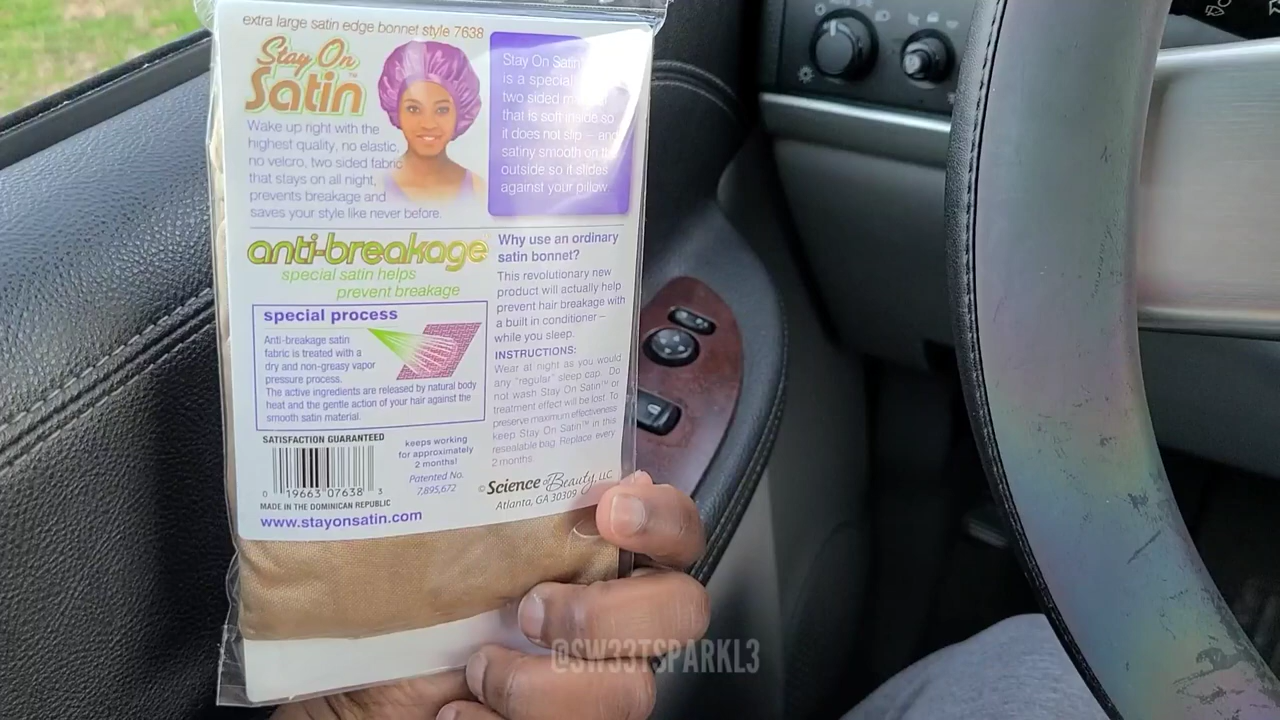 extra large satin edge bonnet style 7638
Stay On
Satin™
Wake up right with the
highest quality, no elastic,
no velcro, two sided fabric
that stays on all night,
prevents breakage and
saves your style like never before.
Stay On Satin
is a special
two sided
that is soft inside so
it does not slip – and
satiny smooth on the
outside so it slides
against your pillow.
anti-breakage
special satin helps
prevent breakage
special process
Anti-breakage satin
fabric is treated with a
dry and non-greasy vapor
pressure process.
The active ingredients are released by natural body
heat and the gentle action of your hair against the
smooth satin material.
Why use an ordinary
satin bonnet?
This revolutionary new
product will actually help
prevent hair breakage with
a built in conditioner –
while you sleep.
INSTRUCTIONS:
Wear at night as you would
any "regular" sleep cap. Do
not wash Stay On Satin™ or
treatment effect will be lost. To
preserve maximum effectiveness
keep Stay On Satin™ in this
resealable bag. Replace every
2 months.
SATISFACTION GUARANTEED
0 19663 07638 3
MADE IN THE DOMINICAN REPUBLIC
www.stayonsatin.com
keeps working
for approximately
2 months!
Patented No.
7,895,672
© Science of Beauty, LLC
Atlanta, GA 30309
@SW33TSPARKL3